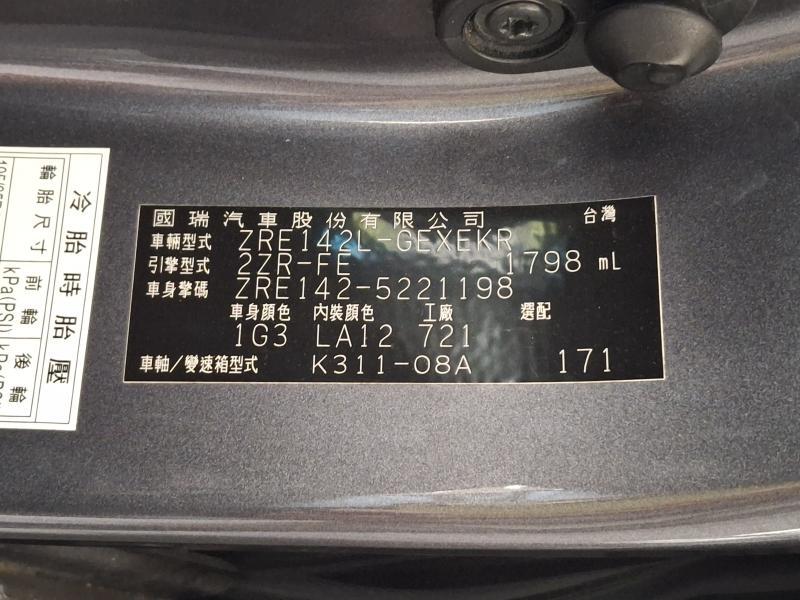 國瑞汽車股份有限公司 台灣
車輛型式 ZRE142L-GEXEKR
引擎型式 2ZR-FE 1798 mL
車身擎碼 ZRE142-5221198
車身顏色 內裝顏色 工廠 選配
1G3 LA12 721
車軸/變速箱型式 K311-08A 171
冷胎時胎壓
輪胎尺寸
前輪
後輪
kPa(PSI)